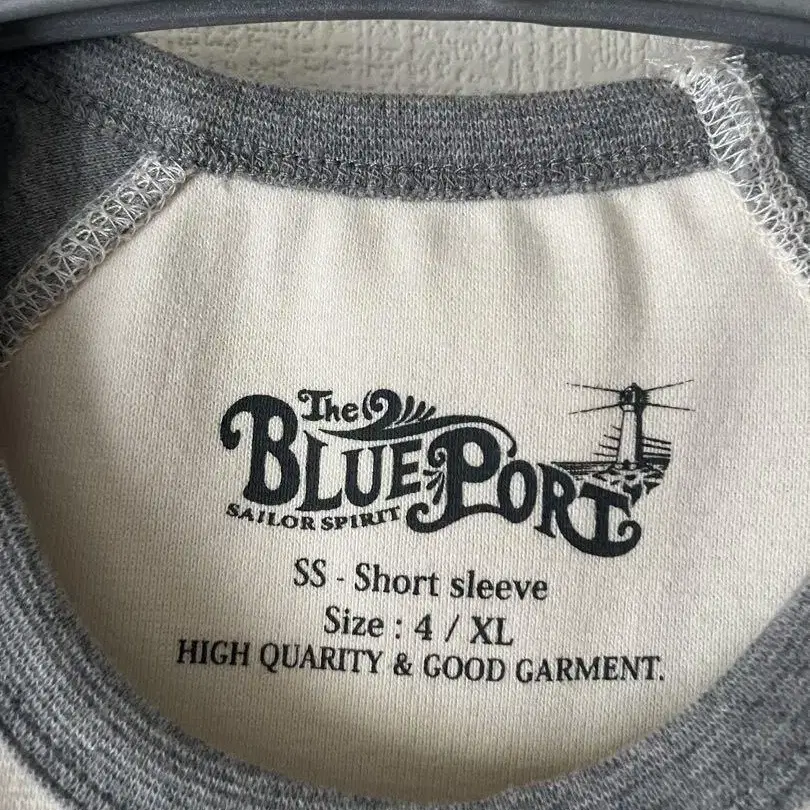 The
BLUE PORT
SAILOR SPIRIT
SS - Short sleeve
Size : 4 / XL
HIGH QUARITY & GOOD GARMENT.